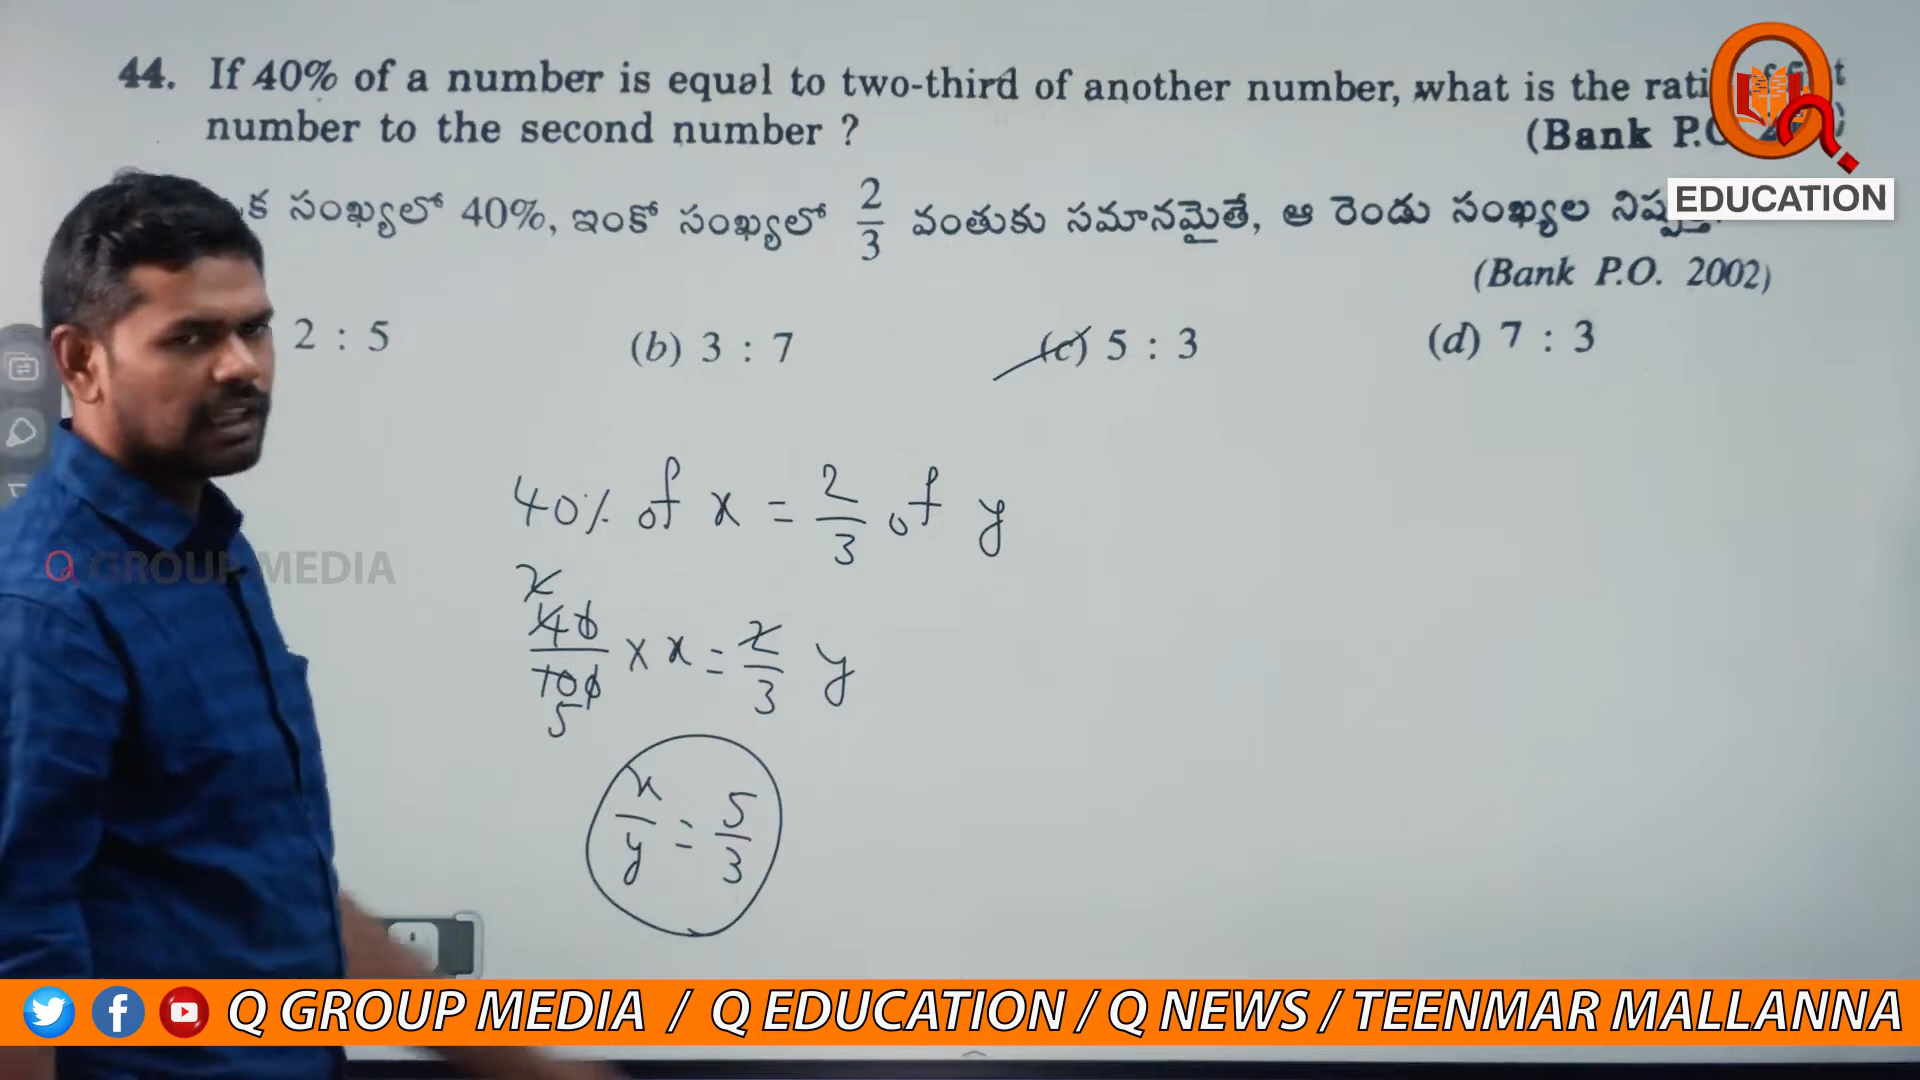 44. If 40% of a number is equal to two-third of another number, what is the
number to the second number ?
(Bank
EDUCATION
సంఖ్యలో 40%, ఇంకో సంఖ్యలో 2/3 వంతుకు సమానమైతే, ఆ రెండు సంఖ్యల
(Bank P.O. 2002)
2 : 5 (b) 3 : 7 (c) 5 : 3 (d) 7 : 3
40% of x = 2/3 of y
Q GROUP MEDIA
2
40/100 × x = 2/3 y
5
x/y = 5/3
Q GROUP MEDIA / Q EDUCATION / Q NEWS / TEENMAR MALLANNA